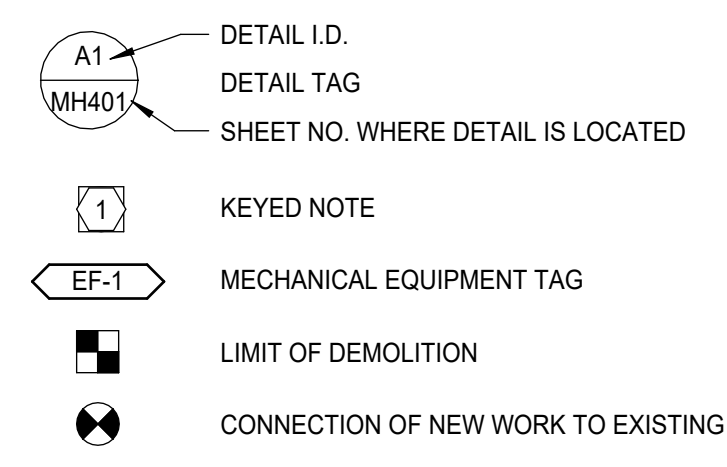 A1
DETAIL I.D.
DETAIL TAG
MH401
SHEET NO. WHERE DETAIL IS LOCATED
1
KEYED NOTE
EF-1
MECHANICAL EQUIPMENT TAG
LIMIT OF DEMOLITION
CONNECTION OF NEW WORK TO EXISTING